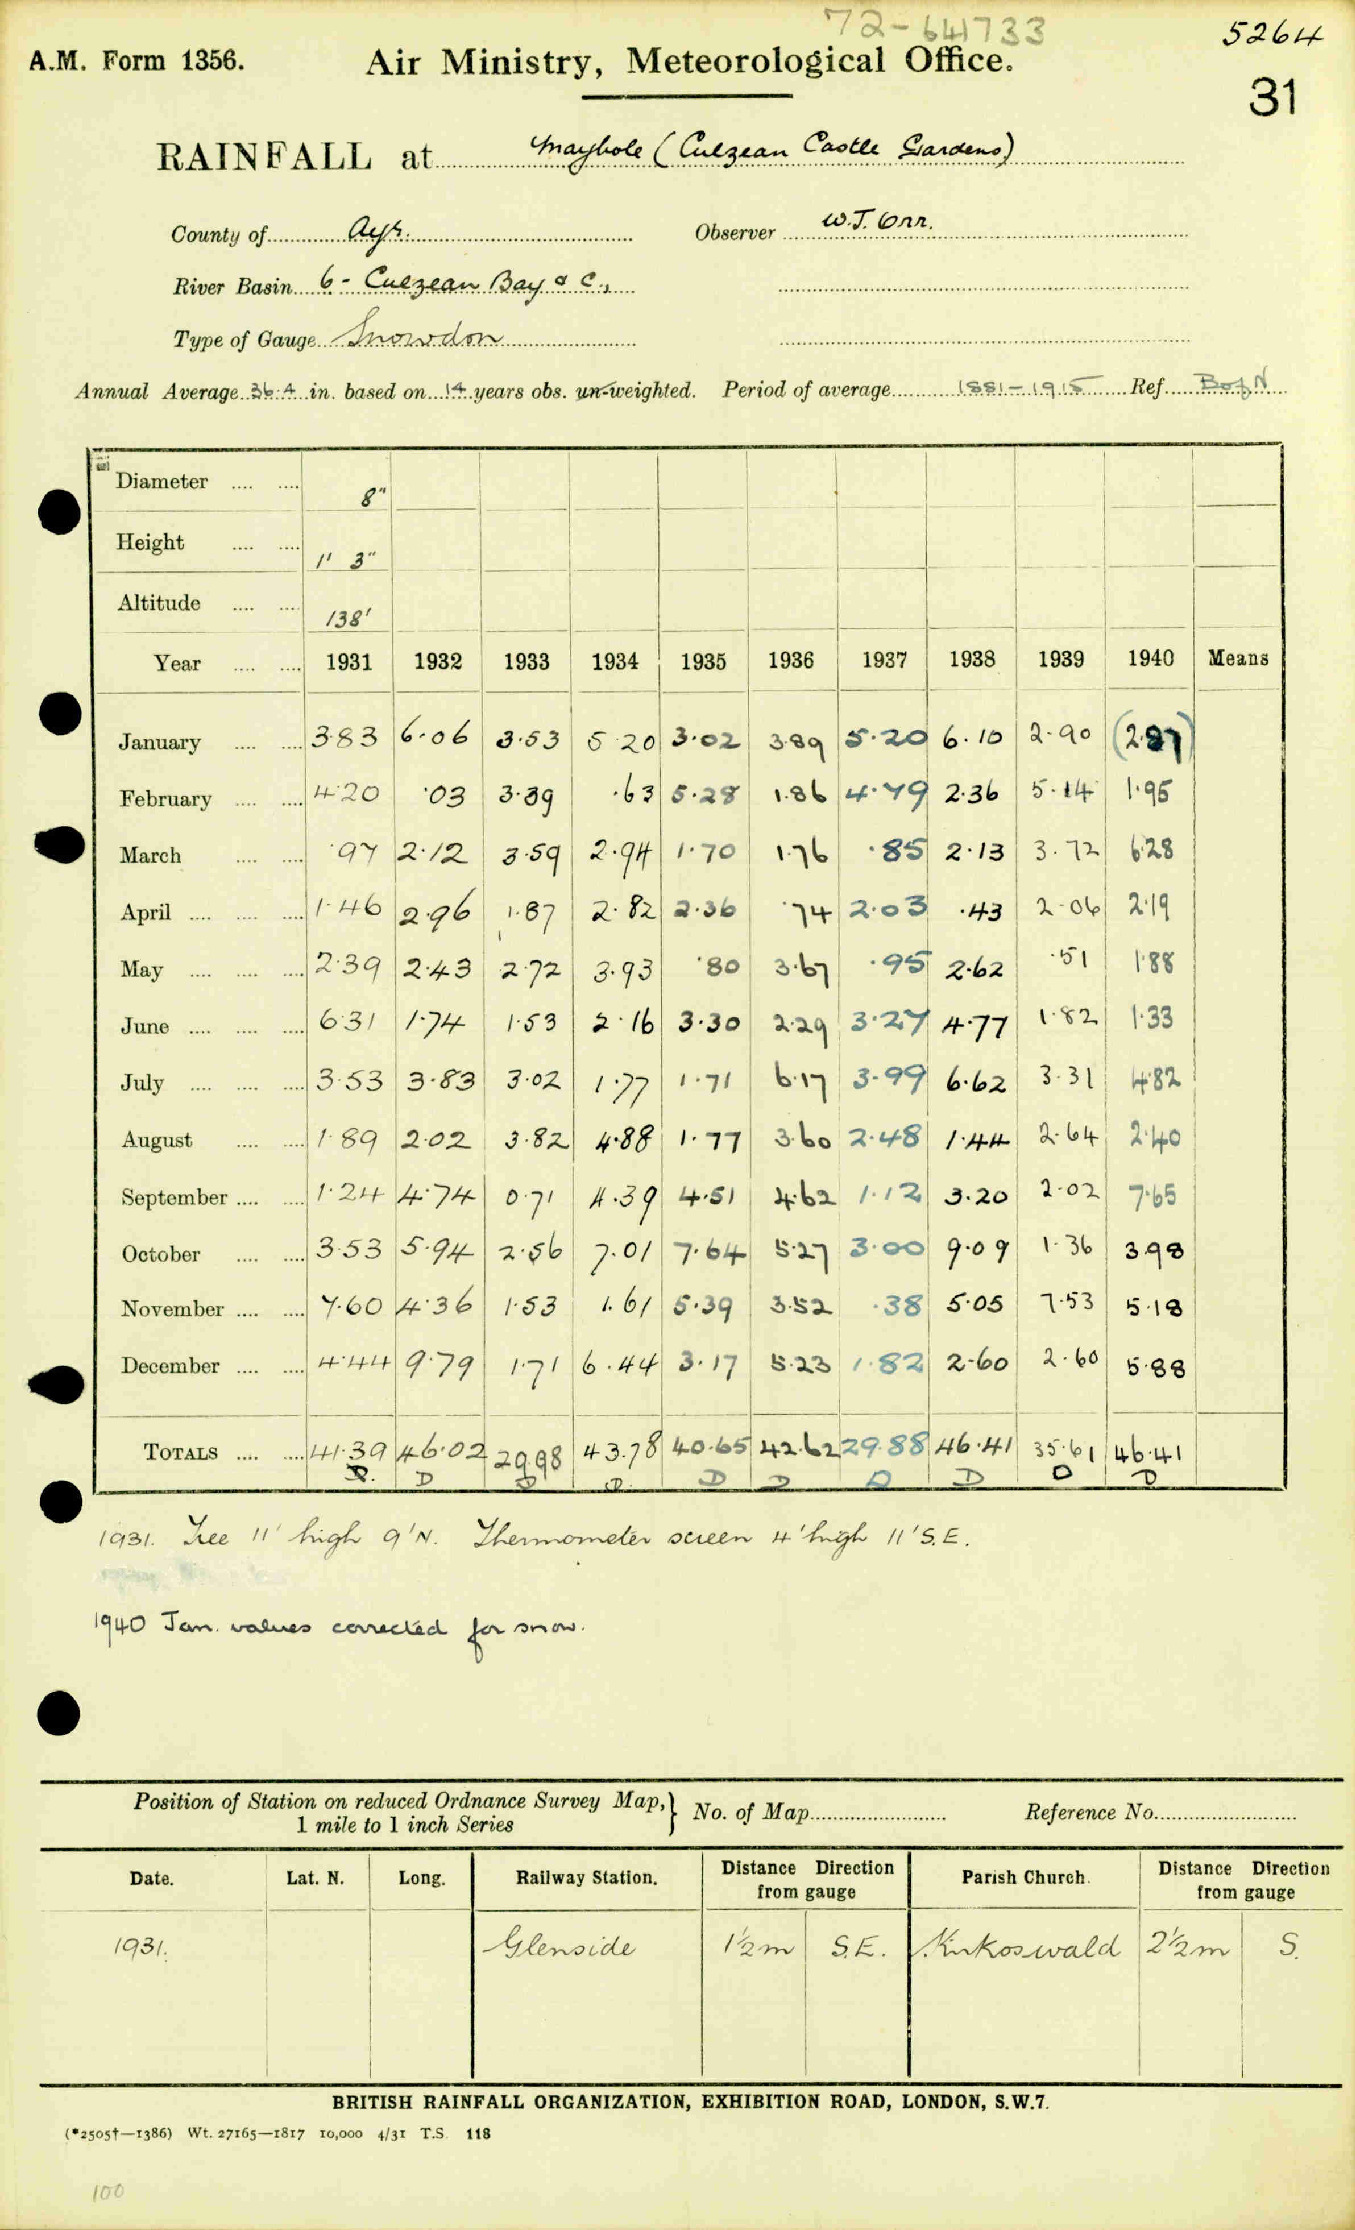 72-641733
5264
A.M. Form 1356.
Air Ministry, Meteorological Office.
31
RAINFALL at Maybole (Culzean Castle Gardens)
County of Ayr. Observer W.J. Orr.
River Basin 6 - Culzean Bay & C.,
Type of Gauge Snowdon
Annual Average 36.4 in. based on 14 years obs. un-weighted. Period of average 1881-1915 Ref. B of N
Diameter .... .... 8"
Height .... .... 1' 3"
Altitude .... .... 138'
Year .... .... 1931 1932 1933 1934 1935 1936 1937 1938 1939 1940 Means
January .... .... 3.83 6.06 3.53 5.20 3.02 3.89 5.20 6.10 2.90 (2.87)
February .... .... 4.20 .03 3.39 .63 5.28 1.86 4.79 2.36 5.14 1.95
March .... .... .97 2.12 3.59 2.94 1.70 1.76 .85 2.13 3.72 6.28
April .... .... .... 1.46 2.96 1.87 2.82 2.36 .74 2.03 .43 2.06 2.19
May .... .... .... 2.39 2.43 2.72 3.93 .80 3.67 .95 2.62 .51 1.88
June .... .... .... 6.31 1.74 1.53 2.16 3.30 2.29 3.27 4.77 1.82 1.33
July .... .... .... 3.53 3.83 3.02 1.77 1.71 6.17 3.99 6.62 3.31 4.82
August .... .... 1.89 2.02 3.82 4.88 1.77 3.60 2.48 1.44 2.64 2.40
September .... .... 1.24 4.74 0.71 4.39 4.51 4.62 1.12 3.20 2.02 7.65
October .... .... 3.53 5.94 2.56 7.01 7.64 5.27 3.00 9.09 1.36 3.98
November .... .... 7.60 4.36 1.53 1.61 5.39 3.52 .38 5.05 7.53 5.18
December .... .... 4.44 9.79 1.71 6.44 3.17 5.23 1.82 2.60 2.60 5.88
TOTALS .... .... 41.39 46.02 29.98 43.78 40.65 42.62 29.88 46.41 35.61 46.41
D. D D D. D D D D D D
1931. Tree 11' high 9' N. Thermometer screen 4' high 11' S.E.
1940 Jan. values corrected for snow.
Position of Station on reduced Ordnance Survey Map, } No. of Map Reference No.
1 mile to 1 inch Series
Date. Lat. N. Long. Railway Station. Distance Direction from gauge Parish Church. Distance Direction from gauge
1931. Glenside 1½m S.E. Kirkoswald 2½m S.
BRITISH RAINFALL ORGANIZATION, EXHIBITION ROAD, LONDON, S.W.7.
(*2505†—1386) Wt. 27165—1817 10,000 4/31 T.S. 118
100